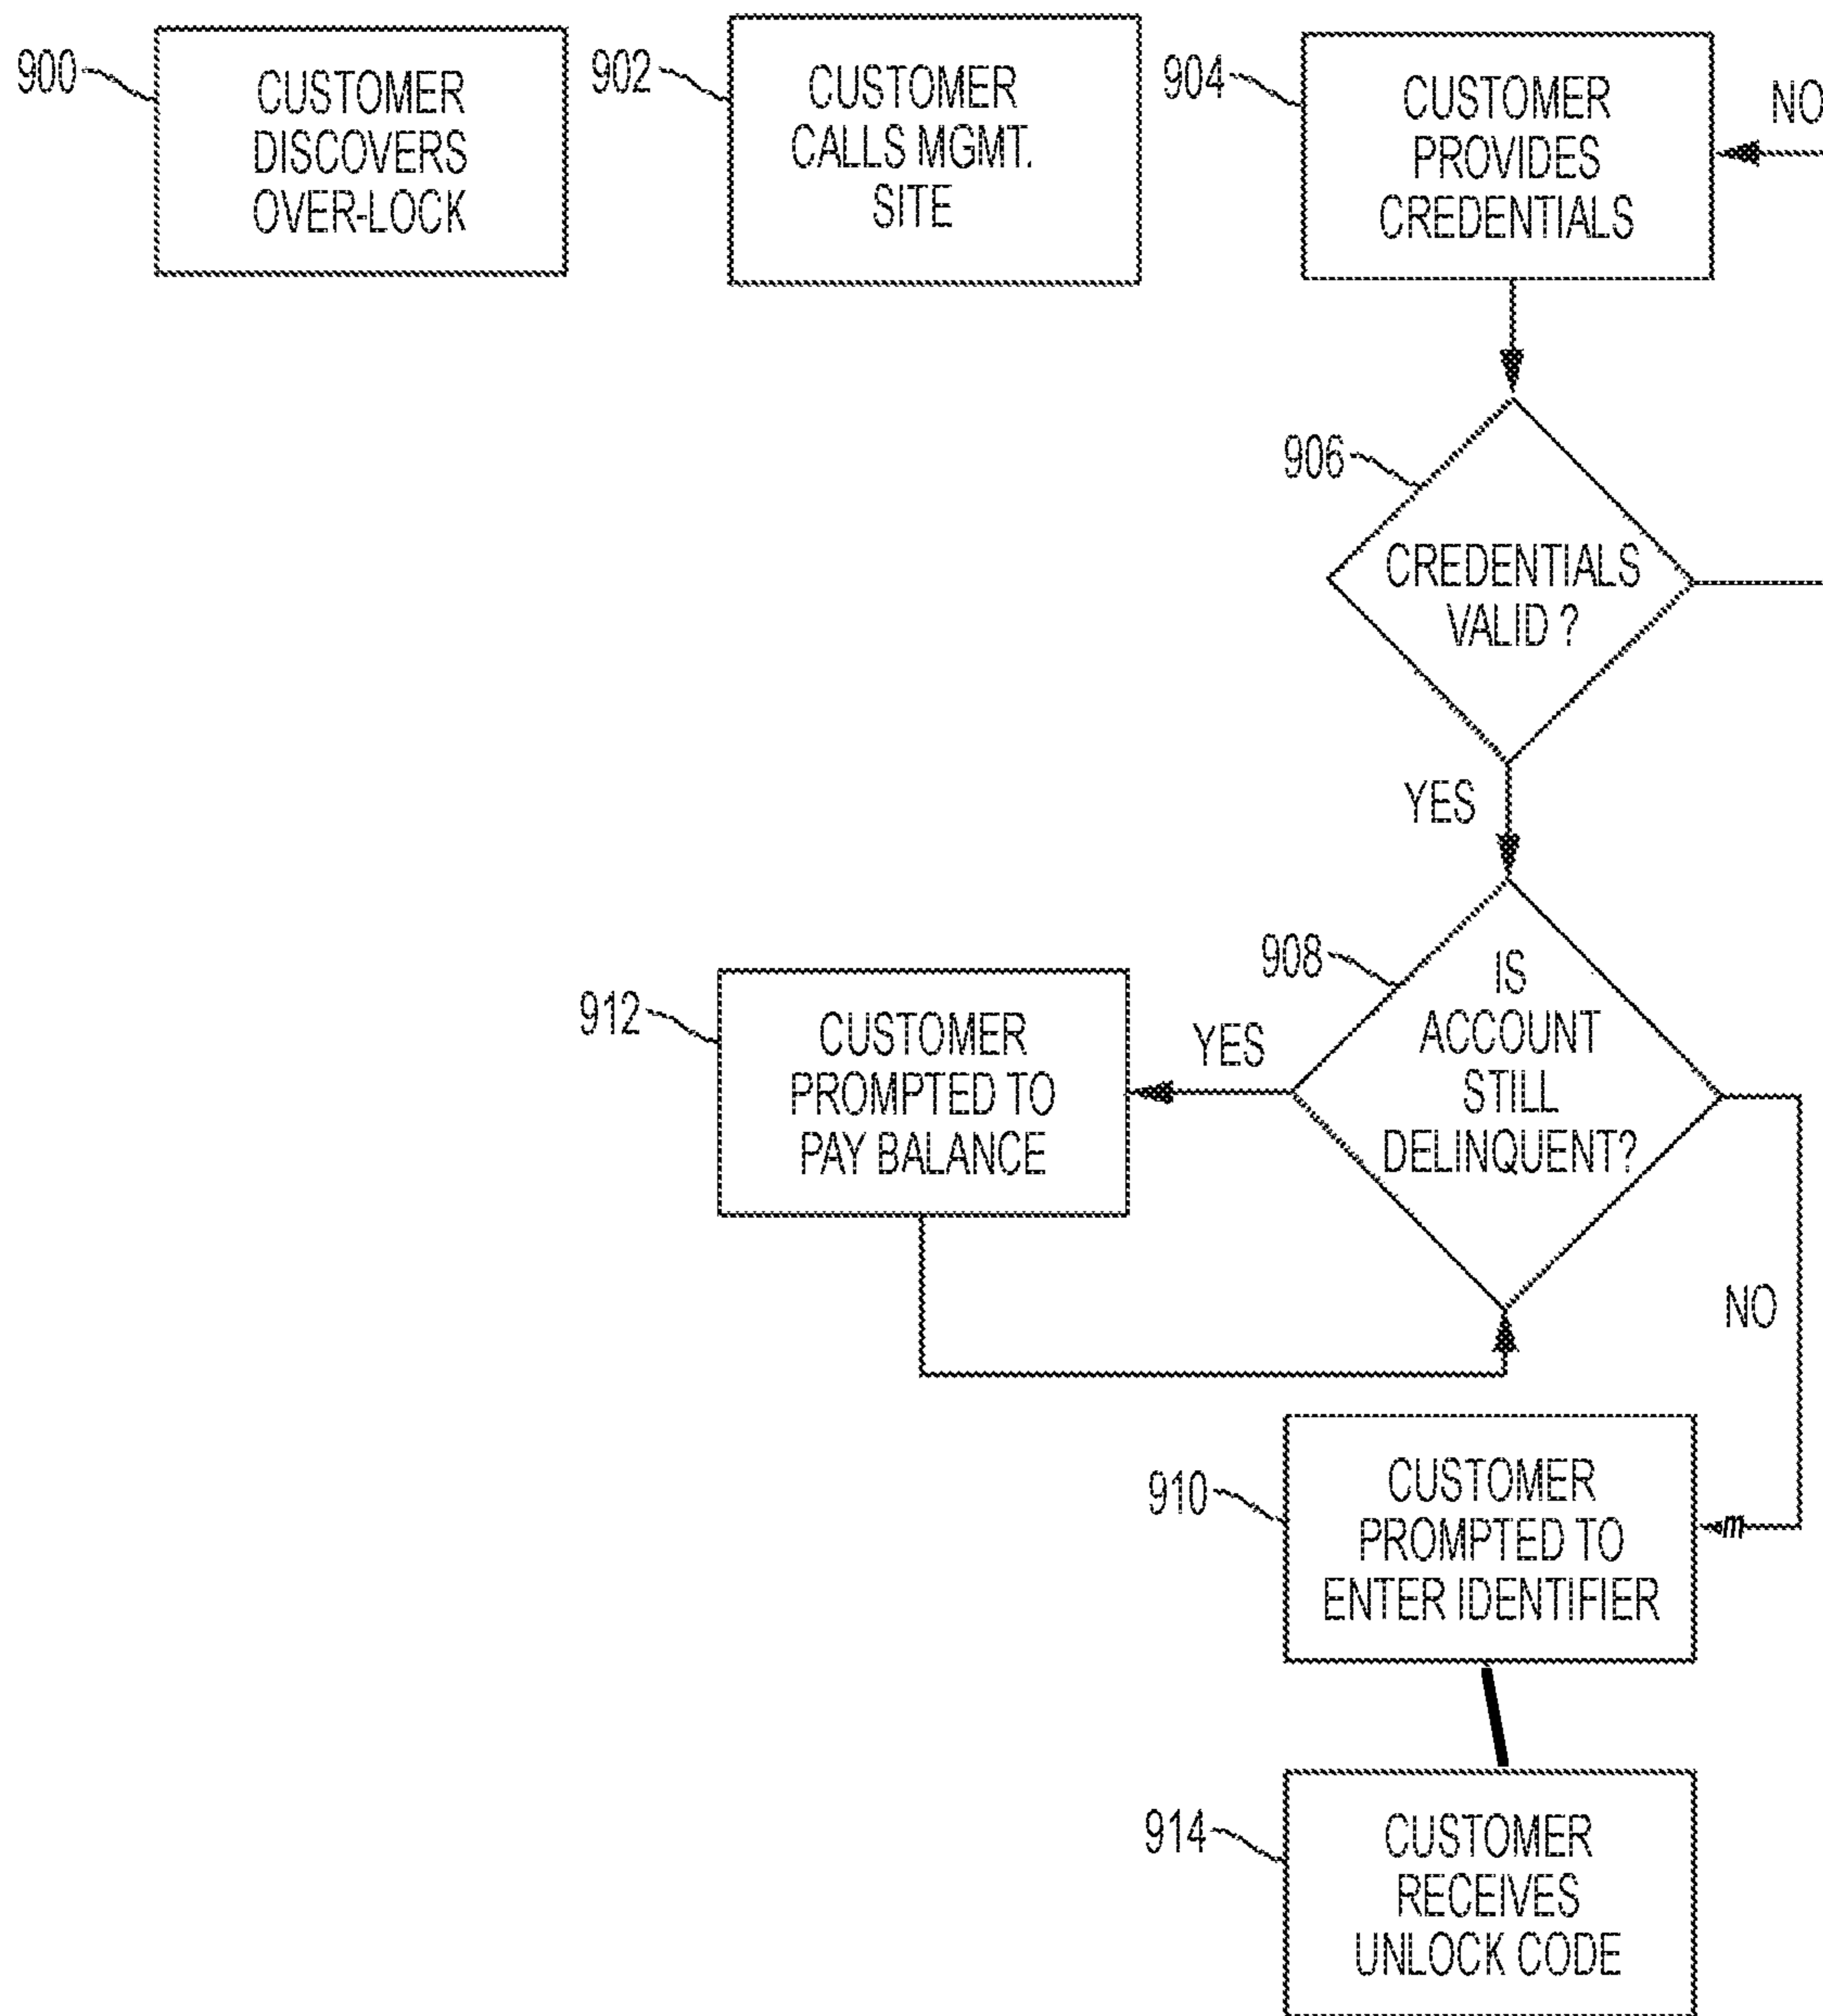 900
CUSTOMER
DISCOVERS
OVER-LOCK
902
CUSTOMER
CALLS MGMT.
SITE
904
CUSTOMER
PROVIDES
CREDENTIALS
NO
906
CREDENTIALS
VALID ?
YES
908
IS
ACCOUNT
STILL
DELINQUENT?
YES
912
CUSTOMER
PROMPTED TO
PAY BALANCE
NO
910
CUSTOMER
PROMPTED TO
ENTER IDENTIFIER
m
914
CUSTOMER
RECEIVES
UNLOCK CODE